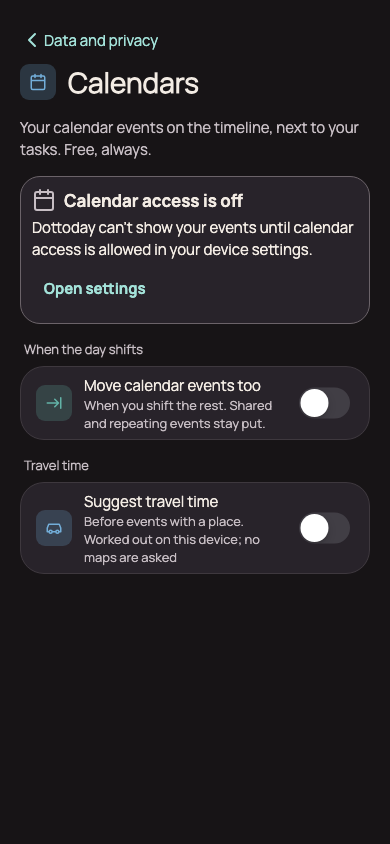 Data and privacy
Calendars
Your calendar events on the timeline, next to your
tasks. Free, always.
Calendar access is off
Dottoday can't show your events until calendar
access is allowed in your device settings.
Open settings
When the day shifts
Move calendar events too
When you shift the rest. Shared
and repeating events stay put.
Travel time
Suggest travel time
Before events with a place.
Worked out on this device; no
maps are asked